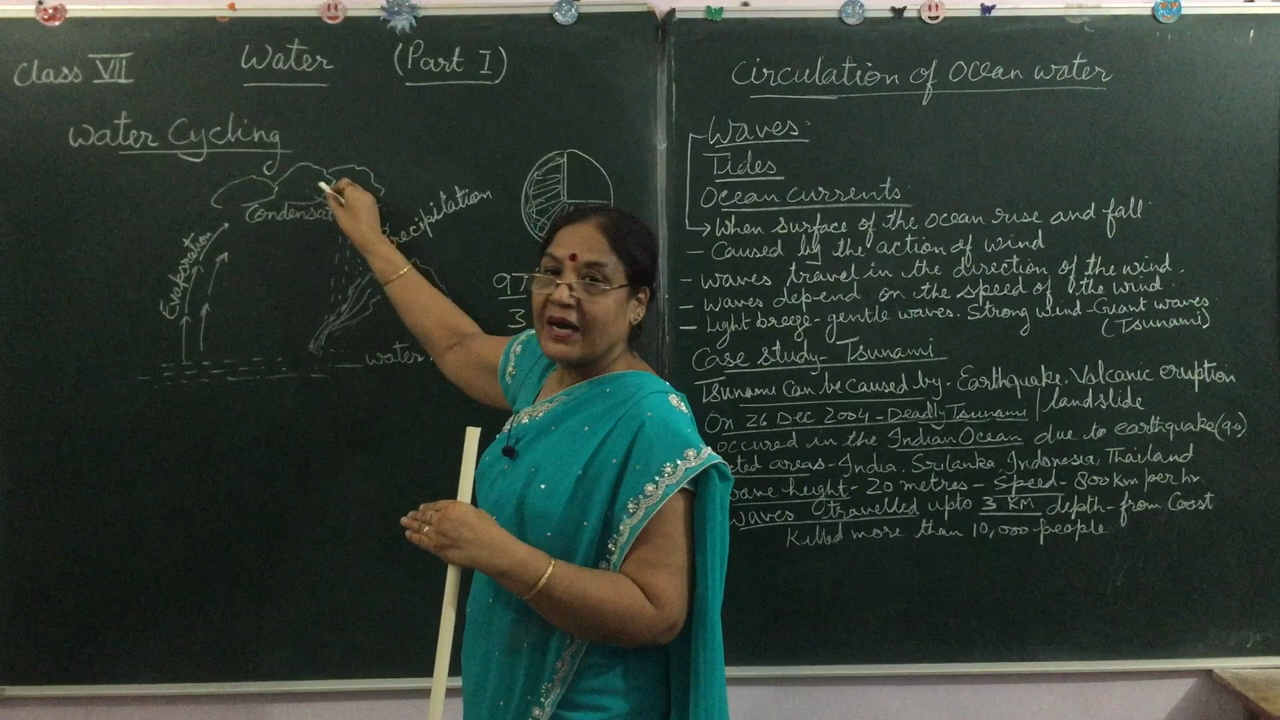 Class VII
Water (Part I)
Water Cycling
Condensat
Precipitation
Evaporation
water
97
3
Circulation of Ocean water
Waves:
Tides
Ocean currents
When surface of the ocean rise and fall.
- Caused by the action of wind
- waves travel in the direction of the wind.
- waves depend on the speed of the wind.
- Light breeze - gentle waves. Strong wind - Giant waves.
(Tsunami)
Case study - Tsunami
Tsunami can be caused by - Earthquake. Volcanic eruption
/ landslide
On 26 Dec 2004 - Deadly Tsunami
occured in the Indian Ocean due to earthquake (9.0)
cted areas - India, Srilanka, Indonesia, Thailand
wave height - 20 metres - Speed - 800 km per hr.
waves travelled upto 3 KM depth - from Coast
Killed more than 10,000 people